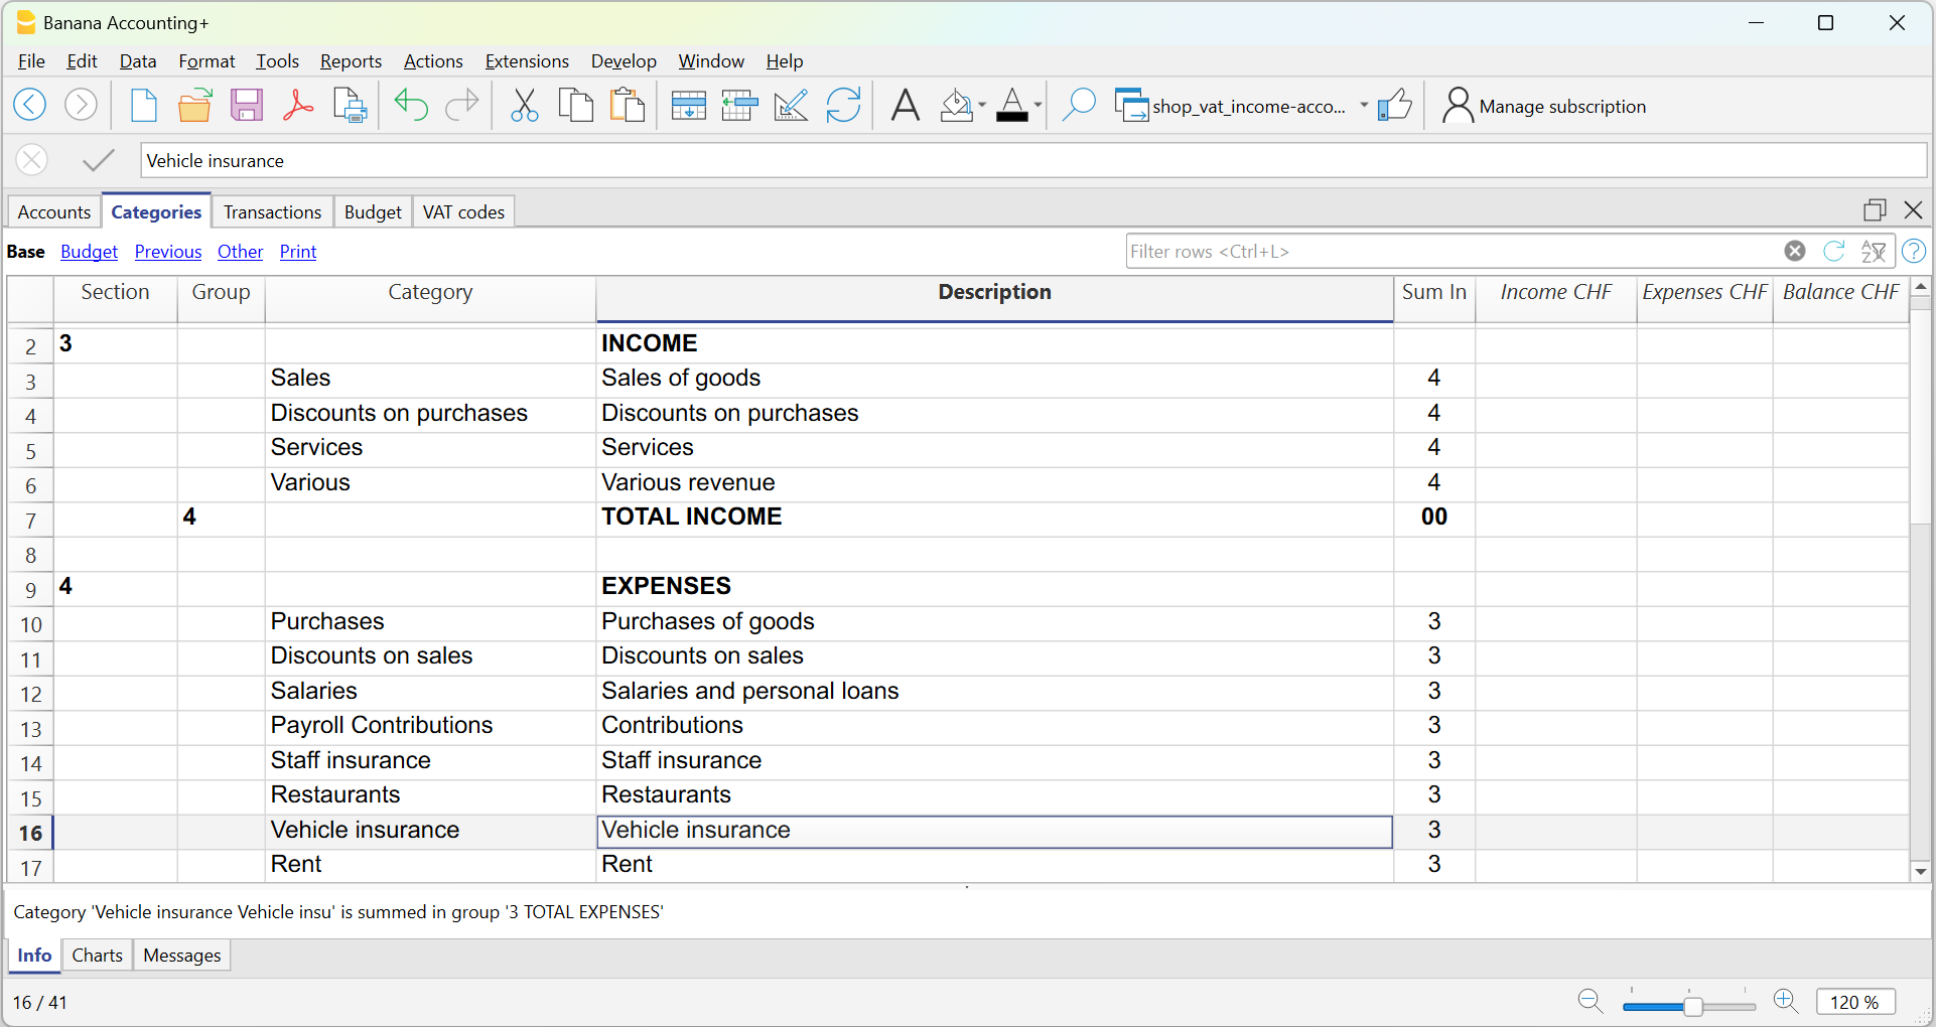 Banana Accounting+
File Edit Data Format Tools Reports Actions Extensions Develop Window Help
shop_vat_income-acco... Manage subscription
Vehicle insurance
Accounts Categories Transactions Budget VAT codes
Base Budget Previous Other Print Filter rows <Ctrl+L>
Section Group Category Description Sum In Income CHF Expenses CHF Balance CHF
2 3 INCOME
3 Sales Sales of goods 4
4 Discounts on purchases Discounts on purchases 4
5 Services Services 4
6 Various Various revenue 4
7 4 TOTAL INCOME 00
8
9 4 EXPENSES
10 Purchases Purchases of goods 3
11 Discounts on sales Discounts on sales 3
12 Salaries Salaries and personal loans 3
13 Payroll Contributions Contributions 3
14 Staff insurance Staff insurance 3
15 Restaurants Restaurants 3
16 Vehicle insurance Vehicle insurance 3
17 Rent Rent 3
Category 'Vehicle insurance Vehicle insu' is summed in group '3 TOTAL EXPENSES'
Info Charts Messages
16 / 41 120 %